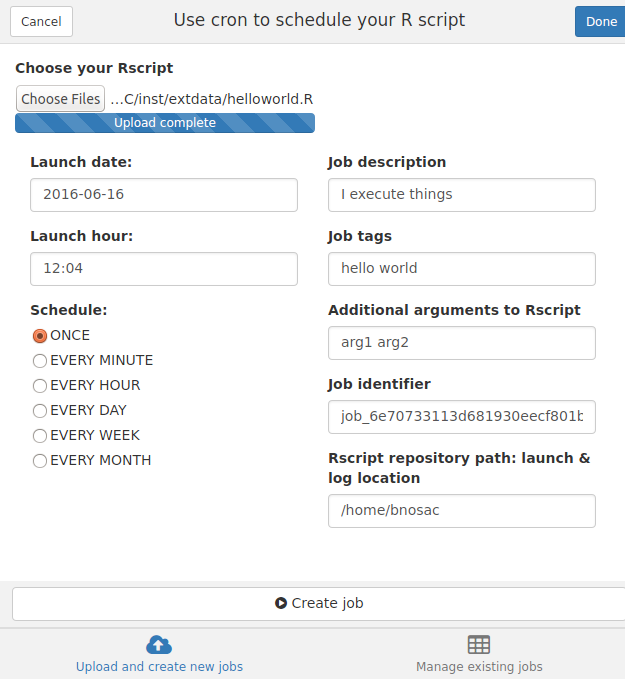 Cancel
Use cron to schedule your R script
Done
Choose your Rscript
Choose Files ...C/inst/extdata/helloworld.R
Upload complete
Launch date:
2016-06-16
Launch hour:
12:04
Schedule:
ONCE
EVERY MINUTE
EVERY HOUR
EVERY DAY
EVERY WEEK
EVERY MONTH
Job description
I execute things
Job tags
hello world
Additional arguments to Rscript
arg1 arg2
Job identifier
job_6e70733113d681930eecf801b
Rscript repository path: launch &
log location
/home/bnosac
Create job
Upload and create new jobs
Manage existing jobs